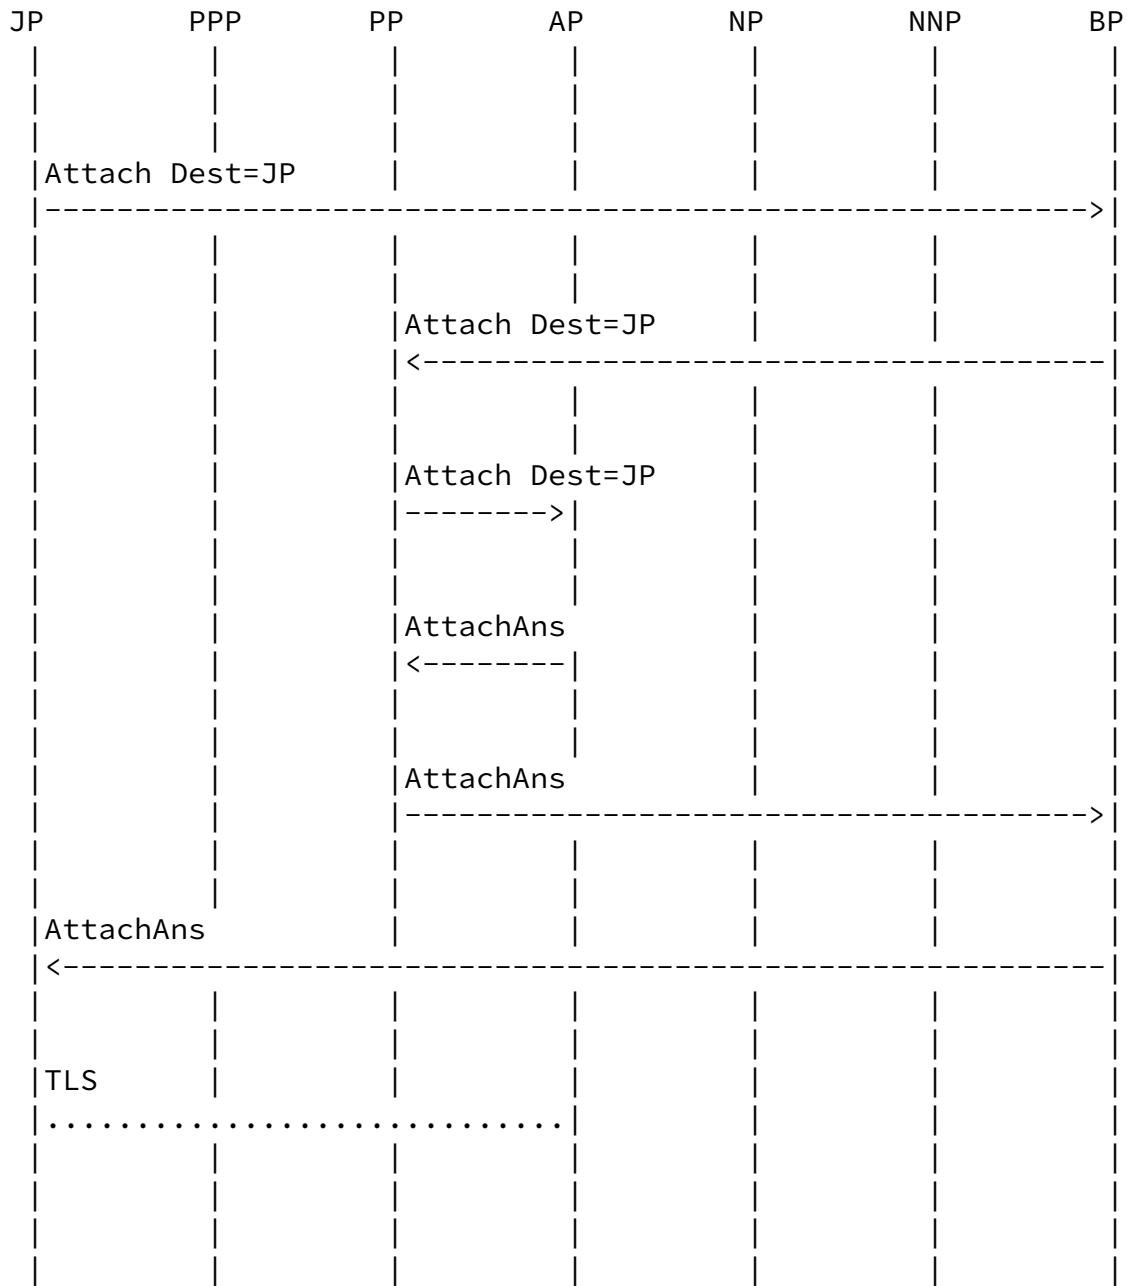 JP PPP PP AP NP NNP BP
Attach Dest=JP
Attach Dest=JP
Attach Dest=JP
AttachAns
AttachAns
AttachAns
TLS